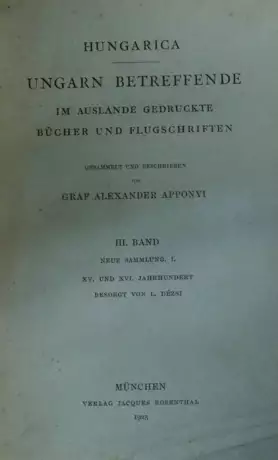 HUNGARICA
UNGARN BETREFFENDE
IM AUSLANDE GEDRUCKTE
BÜCHER UND FLUGSCHRIFTEN
GESAMMELT UND BESCHRIEBEN
VON
GRAF ALEXANDER APPONYI
III. BAND
NEUE SAMMLUNG. I.
XV. UND XVI. JAHRHUNDERT
BESORGT VON L. DÉZSI
MÜNCHEN
VERLAG JACQUES ROSENTHAL